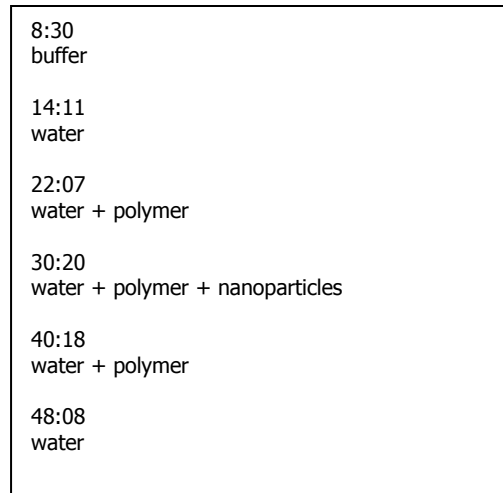 8:30
buffer
14:11
water
22:07
water + polymer
30:20
water + polymer + nanoparticles
40:18
water + polymer
48:08
water